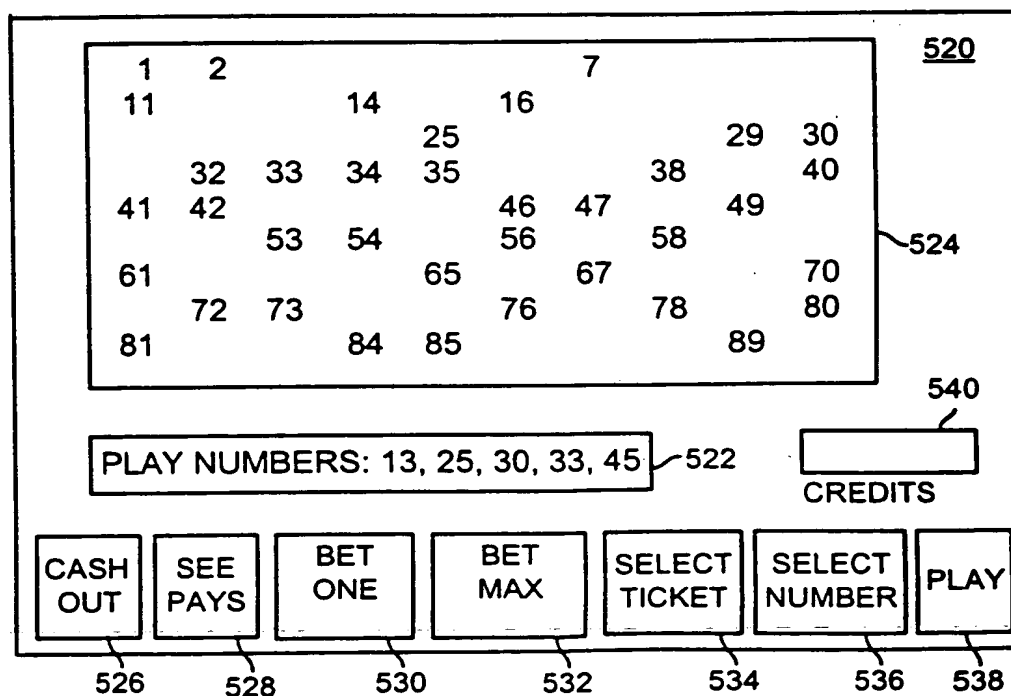 520
1 2 7
11 14 16
25 29 30
32 33 34 35 38 40
41 42 46 47 49
53 54 56 58
524
61 65 67 70
72 73 76 78 80
81 84 85 89
540
PLAY NUMBERS: 13, 25, 30, 33, 45
522
CREDITS
CASH OUT
SEE PAYS
BET ONE
BET MAX
SELECT TICKET
SELECT NUMBER
PLAY
526 528 530 532 534 536 538